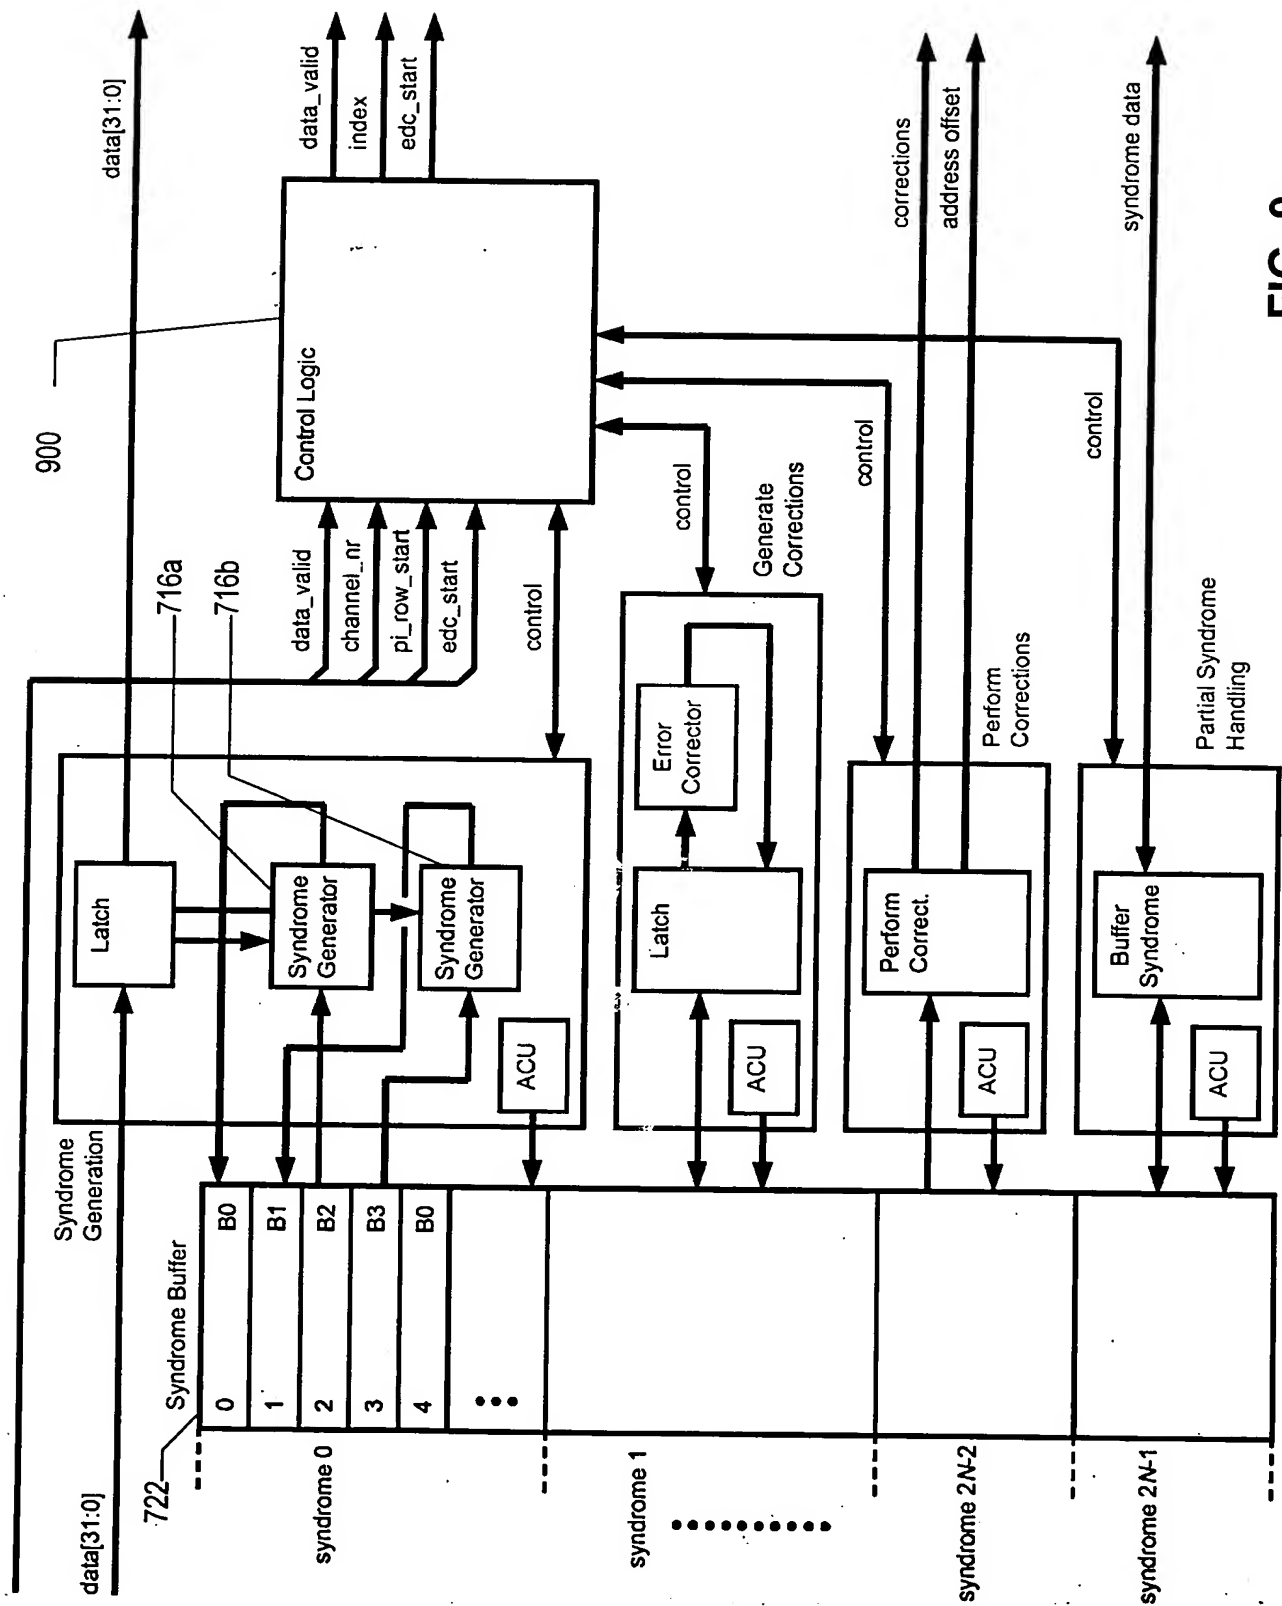 data[31:0]
data[31:0]
722
Syndrome Buffer
Syndrome
Generation
syndrome 0
0 B0
1 B1
2 B2
3 B3
4 B0
syndrome 1
syndrome 2N-2
syndrome 2N-1
Latch
Syndrome
Generator
Syndrome
Generator
ACU
716a
716b
900
data_valid
channel_nr
pi_row_start
edc_start
control
Control Logic
data_valid
index
edc_start
Latch
Error
Corrector
ACU
control
Generate
Corrections
Perform
Correct.
ACU
control
Perform
Corrections
corrections
address offset
Buffer
Syndrome
ACU
control
Partial Syndrome
Handling
syndrome data